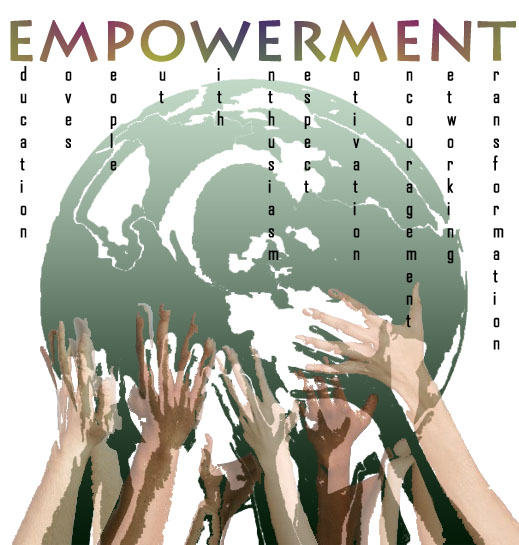 EMPOWERMENT
ducation
oves
eople
ut
ith
nthusiasm
espect
otivation
ncouragement
etworking
ransformation